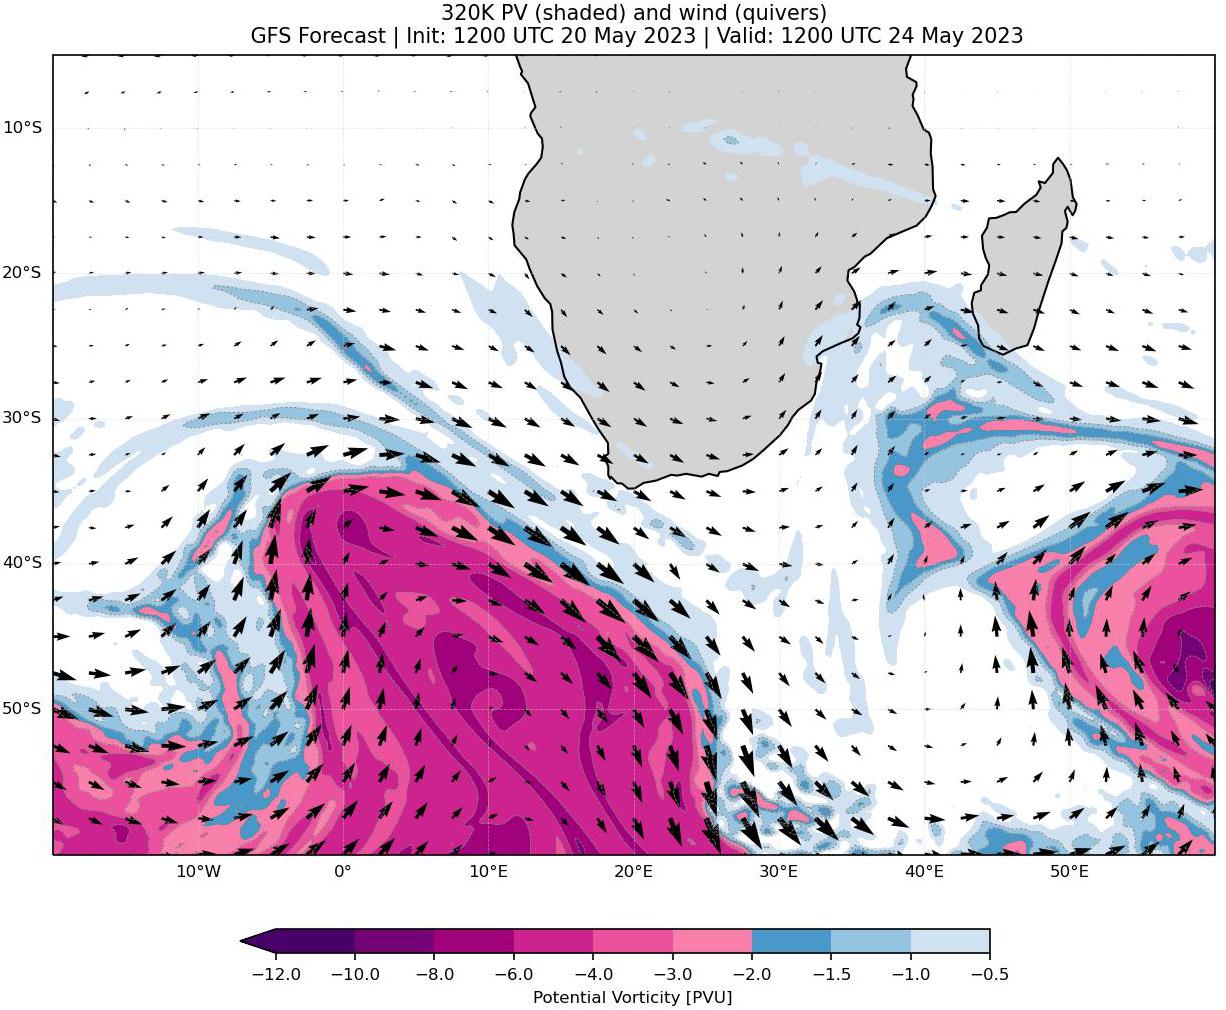 320K PV (shaded) and wind (quivers)
GFS Forecast | Init: 1200 UTC 20 May 2023 | Valid: 1200 UTC 24 May 2023
10°S
20°S
30°S
40°S
50°S
10°W 0° 10°E 20°E 30°E 40°E 50°E
−12.0 −10.0 −8.0 −6.0 −4.0 −3.0 −2.0 −1.5 −1.0 −0.5
Potential Vorticity [PVU]